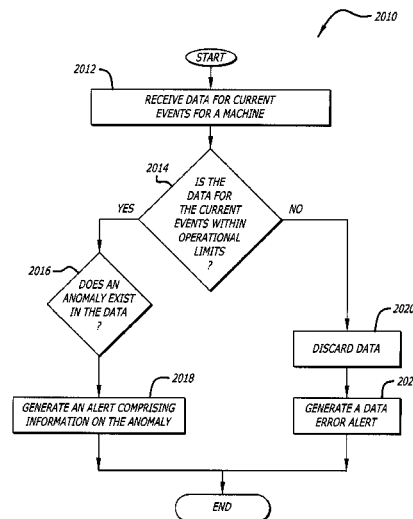 2010
START
2012
RECEIVE DATA FOR CURRENT
EVENTS FOR A MACHINE
2014
IS THE
DATA FOR
THE CURRENT
EVENTS WITHIN
OPERATIONAL
LIMITS
?
YES
NO
2016
DOES AN
ANOMALY EXIST
IN THE DATA
?
2020
DISCARD DATA
2018
GENERATE AN ALERT COMPRISING
INFORMATION ON THE ANOMALY
202
GENERATE A DATA
ERROR ALERT
END